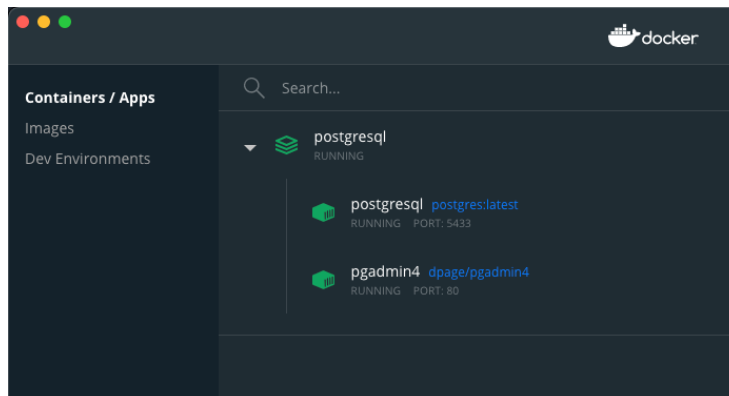 docker
Containers / Apps
Images
Dev Environments
Search...
postgresql
RUNNING
postgresql postgres:latest
RUNNING PORT: 5433
pgadmin4 dpage/pgadmin4
RUNNING PORT: 80